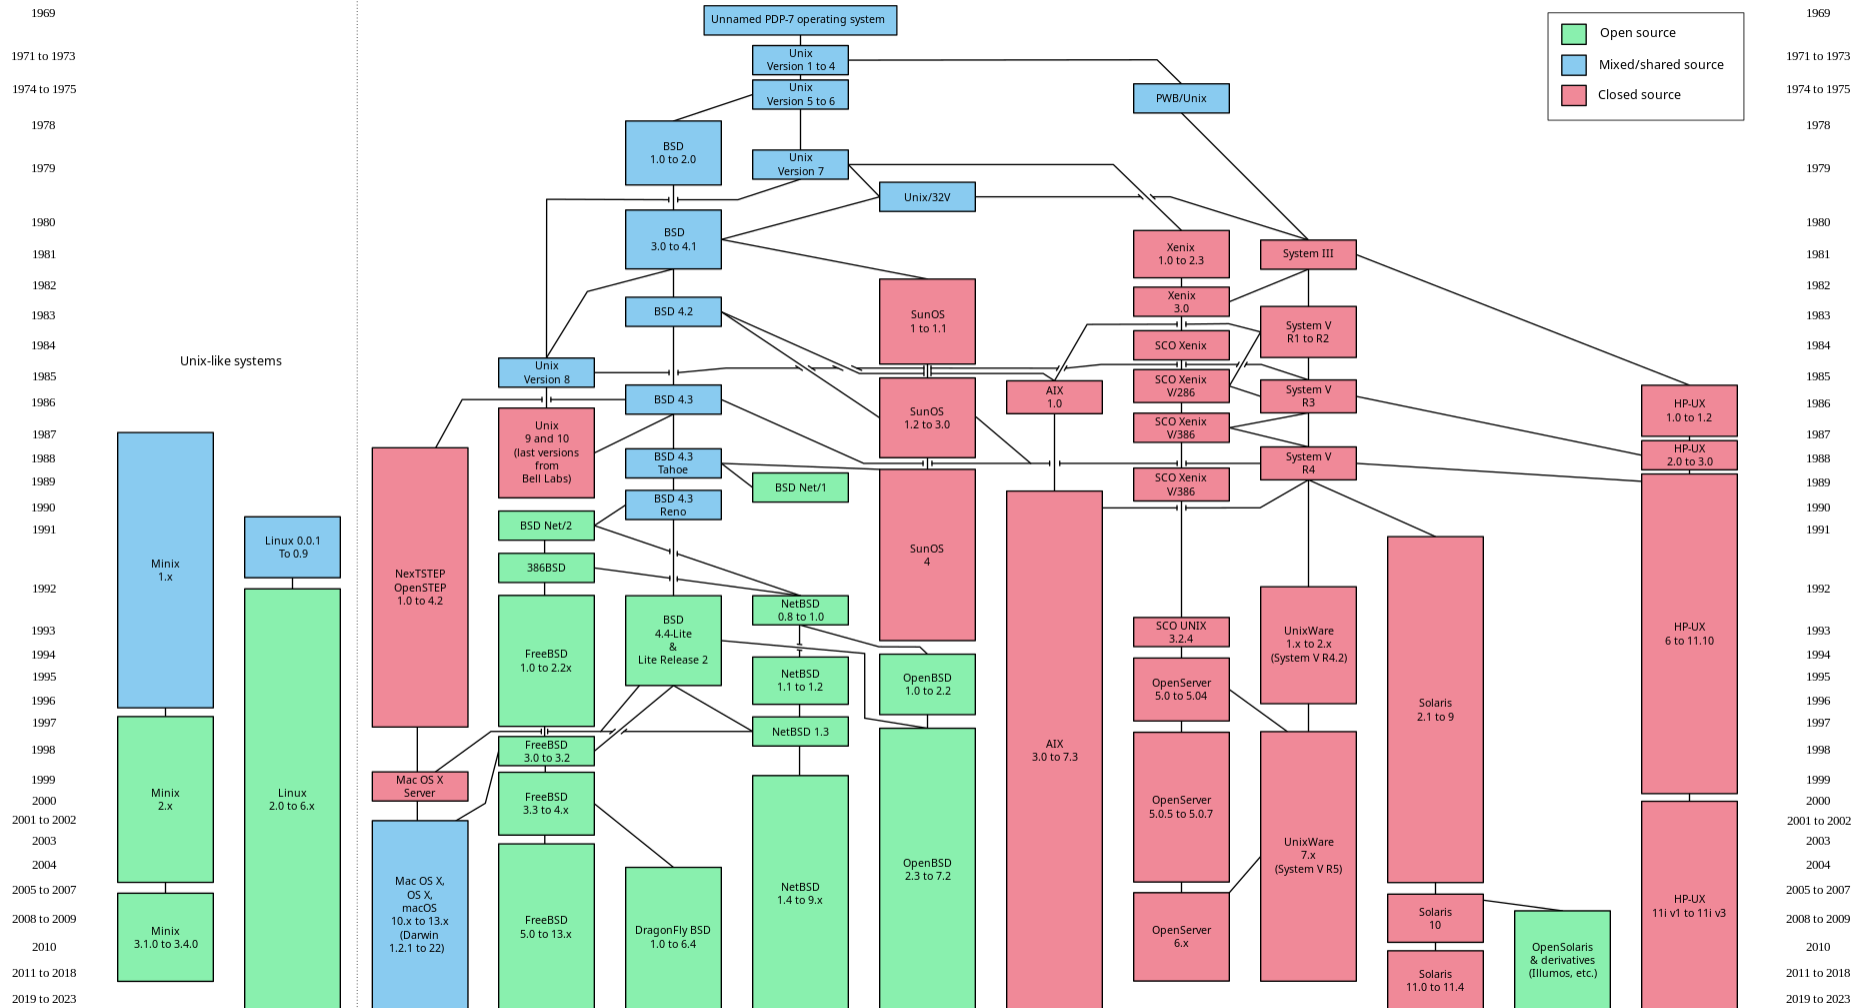 1969
1971 to 1973
1974 to 1975
1978
1979
1980
1981
1982
1983
1984
1985
1986
1987
1988
1989
1990
1991
1992
1993
1994
1995
1996
1997
1998
1999
2000
2001 to 2002
2003
2004
2005 to 2007
2008 to 2009
2010
2011 to 2018
2019 to 2023
Unix-like systems
Minix
1.x
Minix
2.x
Minix
3.1.0 to 3.4.0
Linux 0.0.1
To 0.9
Linux
2.0 to 6.x
NexTSTEP
OpenSTEP
1.0 to 4.2
Mac OS X
Server
Mac OS X,
OS X,
macOS
10.x to 13.x
(Darwin
1.2.1 to 22)
Unix
Version 8
Unix
9 and 10
(last versions
from
Bell Labs)
BSD Net/2
386BSD
FreeBSD
1.0 to 2.2x
FreeBSD
3.0 to 3.2
FreeBSD
3.3 to 4.x
FreeBSD
5.0 to 13.x
BSD
1.0 to 2.0
BSD
3.0 to 4.1
BSD 4.2
BSD 4.3
BSD 4.3
Tahoe
BSD 4.3
Reno
BSD
4.4-Lite
&
Lite Release 2
DragonFly BSD
1.0 to 6.4
Unnamed PDP-7 operating system
Unix
Version 1 to 4
Unix
Version 5 to 6
Unix
Version 7
BSD Net/1
NetBSD
0.8 to 1.0
NetBSD
1.1 to 1.2
NetBSD 1.3
NetBSD
1.4 to 9.x
Unix/32V
SunOS
1 to 1.1
SunOS
1.2 to 3.0
SunOS
4
OpenBSD
1.0 to 2.2
OpenBSD
2.3 to 7.2
AIX
1.0
AIX
3.0 to 7.3
PWB/Unix
Xenix
1.0 to 2.3
Xenix
3.0
SCO Xenix
SCO Xenix
V/286
SCO Xenix
V/386
SCO Xenix
V/386
SCO UNIX
3.2.4
OpenServer
5.0 to 5.04
OpenServer
5.0.5 to 5.0.7
OpenServer
6.x
System III
System V
R1 to R2
System V
R3
System V
R4
UnixWare
1.x to 2.x
(System V R4.2)
UnixWare
7.x
(System V R5)
Solaris
2.1 to 9
Solaris
10
Solaris
11.0 to 11.4
OpenSolaris
& derivatives
(Illumos, etc.)
HP-UX
1.0 to 1.2
HP-UX
2.0 to 3.0
HP-UX
6 to 11.10
HP-UX
11i v1 to 11i v3
Open source
Mixed/shared source
Closed source
1969
1971 to 1973
1974 to 1975
1978
1979
1980
1981
1982
1983
1984
1985
1986
1987
1988
1989
1990
1991
1992
1993
1994
1995
1996
1997
1998
1999
2000
2001 to 2002
2003
2004
2005 to 2007
2008 to 2009
2010
2011 to 2018
2019 to 2023